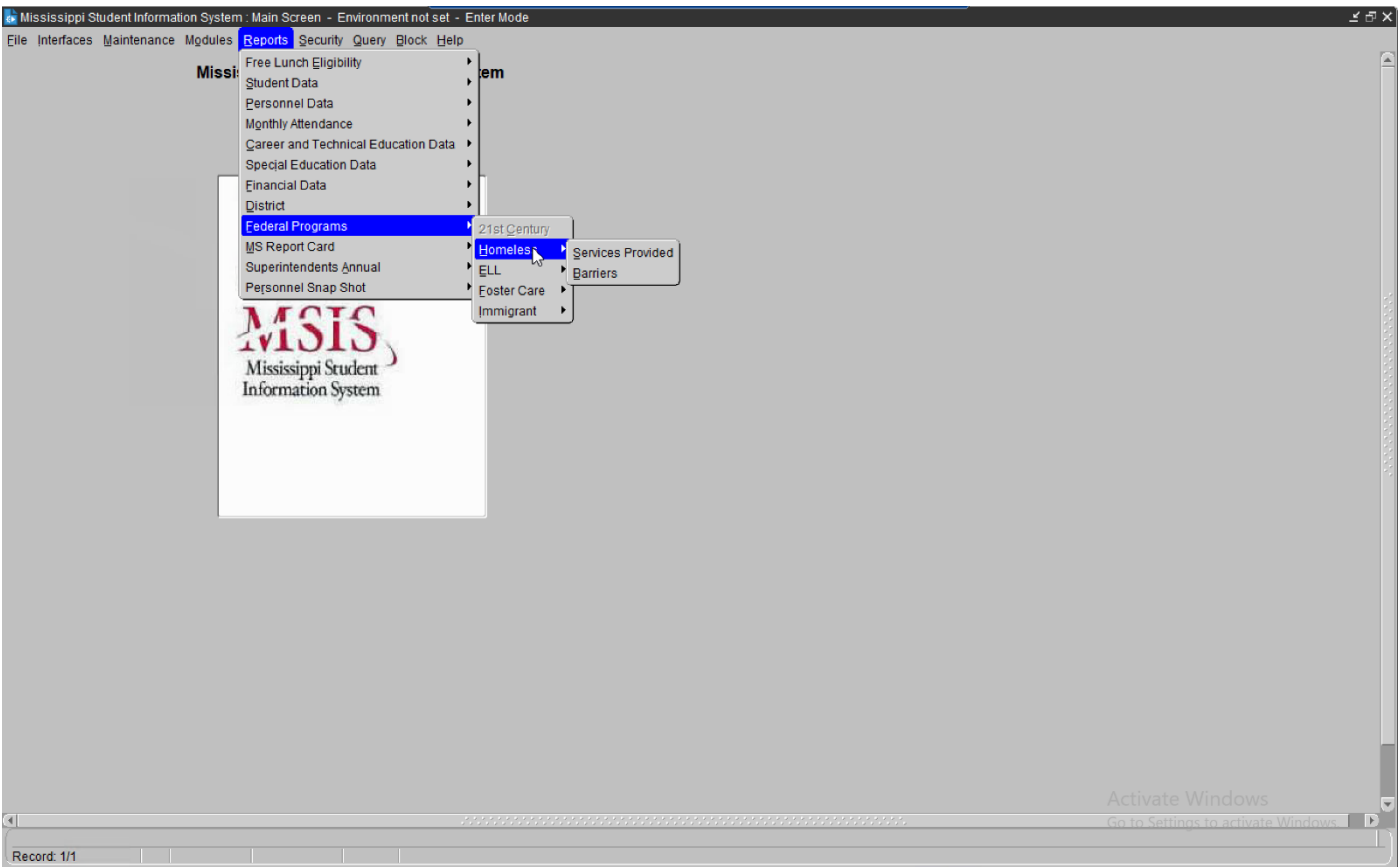 Mississippi Student Information System : Main Screen - Environment not set - Enter Mode
File Interfaces Maintenance Modules Reports Security Query Block Help
Missi
tem
Free Lunch Eligibility
Student Data
Personnel Data
Monthly Attendance
Career and Technical Education Data
Special Education Data
Financial Data
District
Federal Programs
MS Report Card
Superintendents Annual
Personnel Snap Shot
21st Century
Homeless
ELL
Foster Care
Immigrant
Services Provided
Barriers
MSIS
Mississippi Student
Information System
Activate Windows
Go to Settings to activate Windows.
Record: 1/1